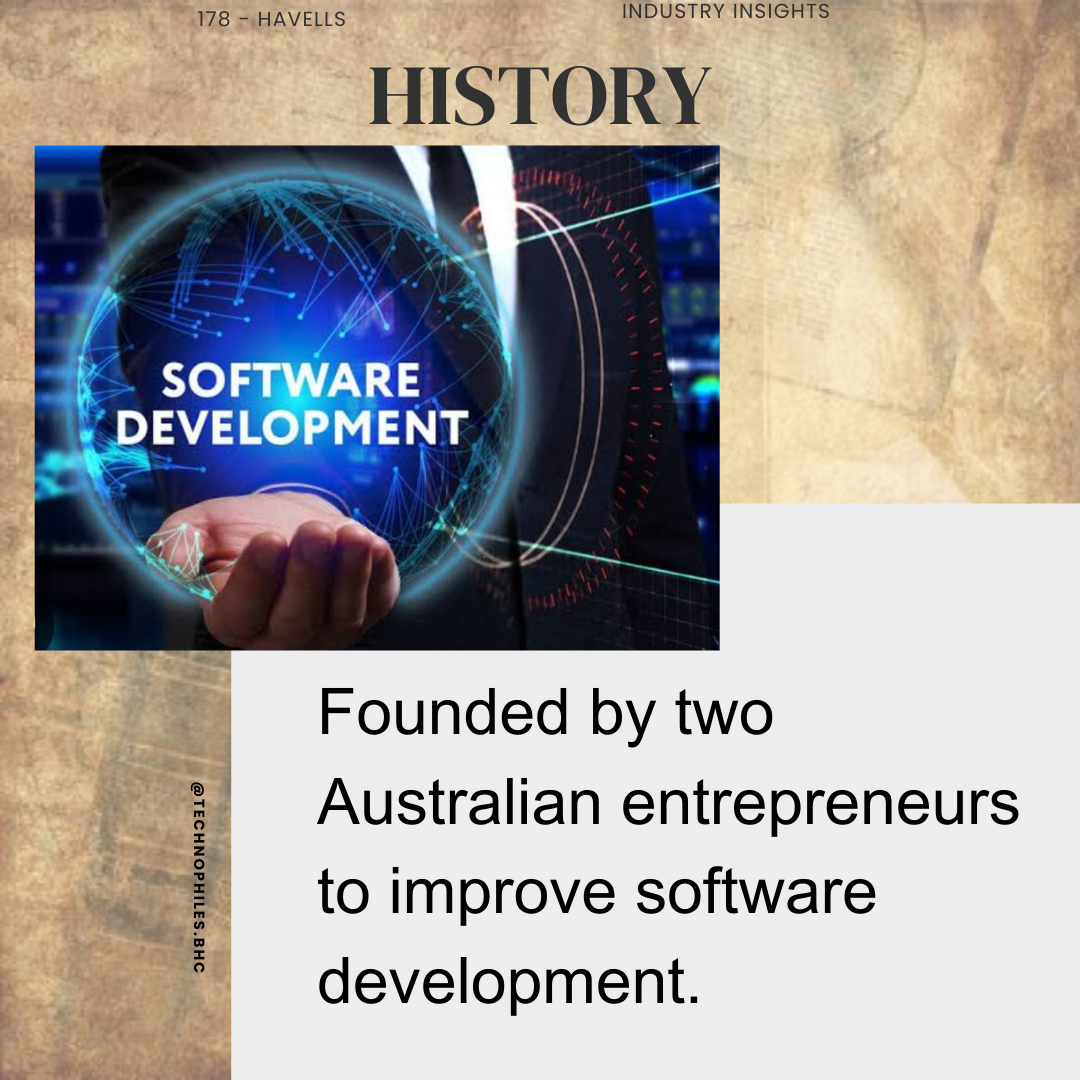 178 - HAVELLS
INDUSTRY INSIGHTS
HISTORY
SOFTWARE
DEVELOPMENT
Founded by two
Australian entrepreneurs
to improve software
development.
@TECHNOPHILES.BHC